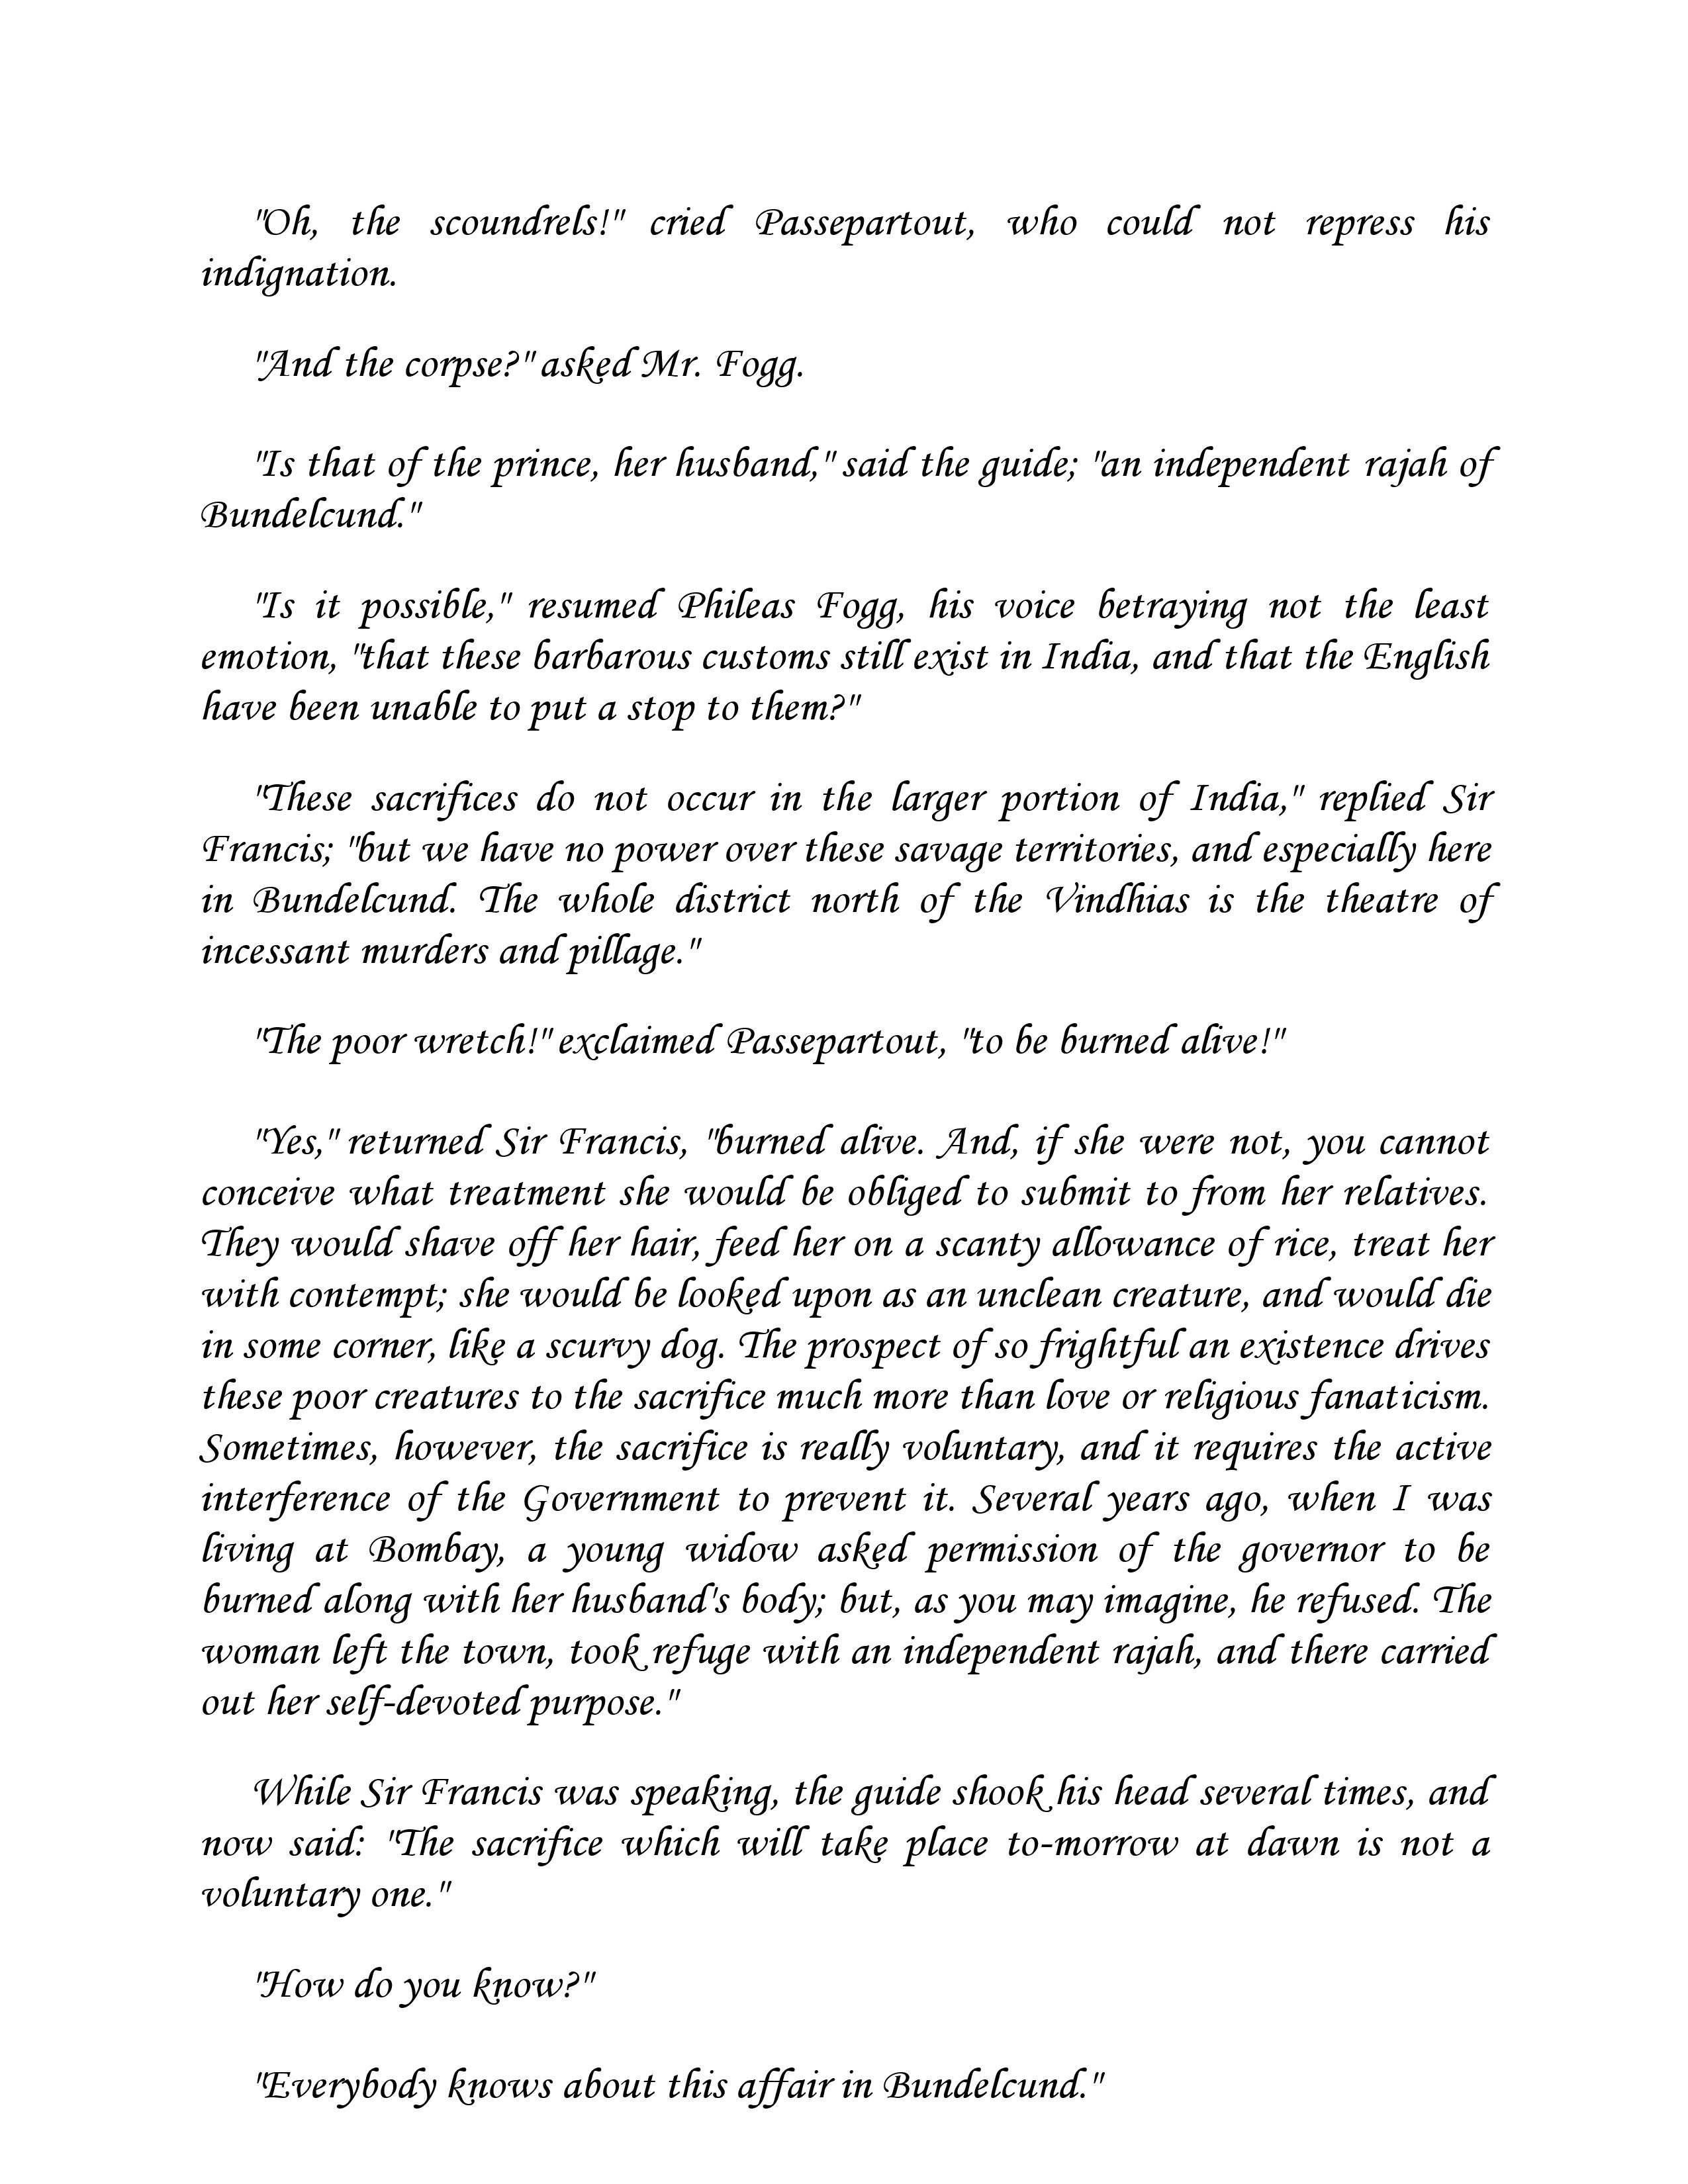 "Oh, the scoundrels!" cried Passepartout, who could not repress his
indignation.
"And the corpse?" asked Mr. Fogg.
"Is that of the prince, her husband," said the guide; "an independent rajah of
Bundelcund."
"Is it possible," resumed Phileas Fogg, his voice betraying not the least
emotion, "that these barbarous customs still exist in India, and that the English
have been unable to put a stop to them?"
"These sacrifices do not occur in the larger portion of India," replied Sir
Francis; "but we have no power over these savage territories, and especially here
in Bundelcund. The whole district north of the Vindhias is the theatre of
incessant murders and pillage."
"The poor wretch!" exclaimed Passepartout, "to be burned alive!"
"Yes," returned Sir Francis, "burned alive. And, if she were not, you cannot
conceive what treatment she would be obliged to submit to from her relatives.
They would shave off her hair, feed her on a scanty allowance of rice, treat her
with contempt; she would be looked upon as an unclean creature, and would die
in some corner, like a scurvy dog. The prospect of so frightful an existence drives
these poor creatures to the sacrifice much more than love or religious fanaticism.
Sometimes, however, the sacrifice is really voluntary, and it requires the active
interference of the Government to prevent it. Several years ago, when I was
living at Bombay, a young widow asked permission of the governor to be
burned along with her husband's body; but, as you may imagine, he refused. The
woman left the town, took refuge with an independent rajah, and there carried
out her self-devoted purpose."
While Sir Francis was speaking, the guide shook his head several times, and
now said: "The sacrifice which will take place to-morrow at dawn is not a
voluntary one."
"How do you know?"
"Everybody knows about this affair in Bundelcund."